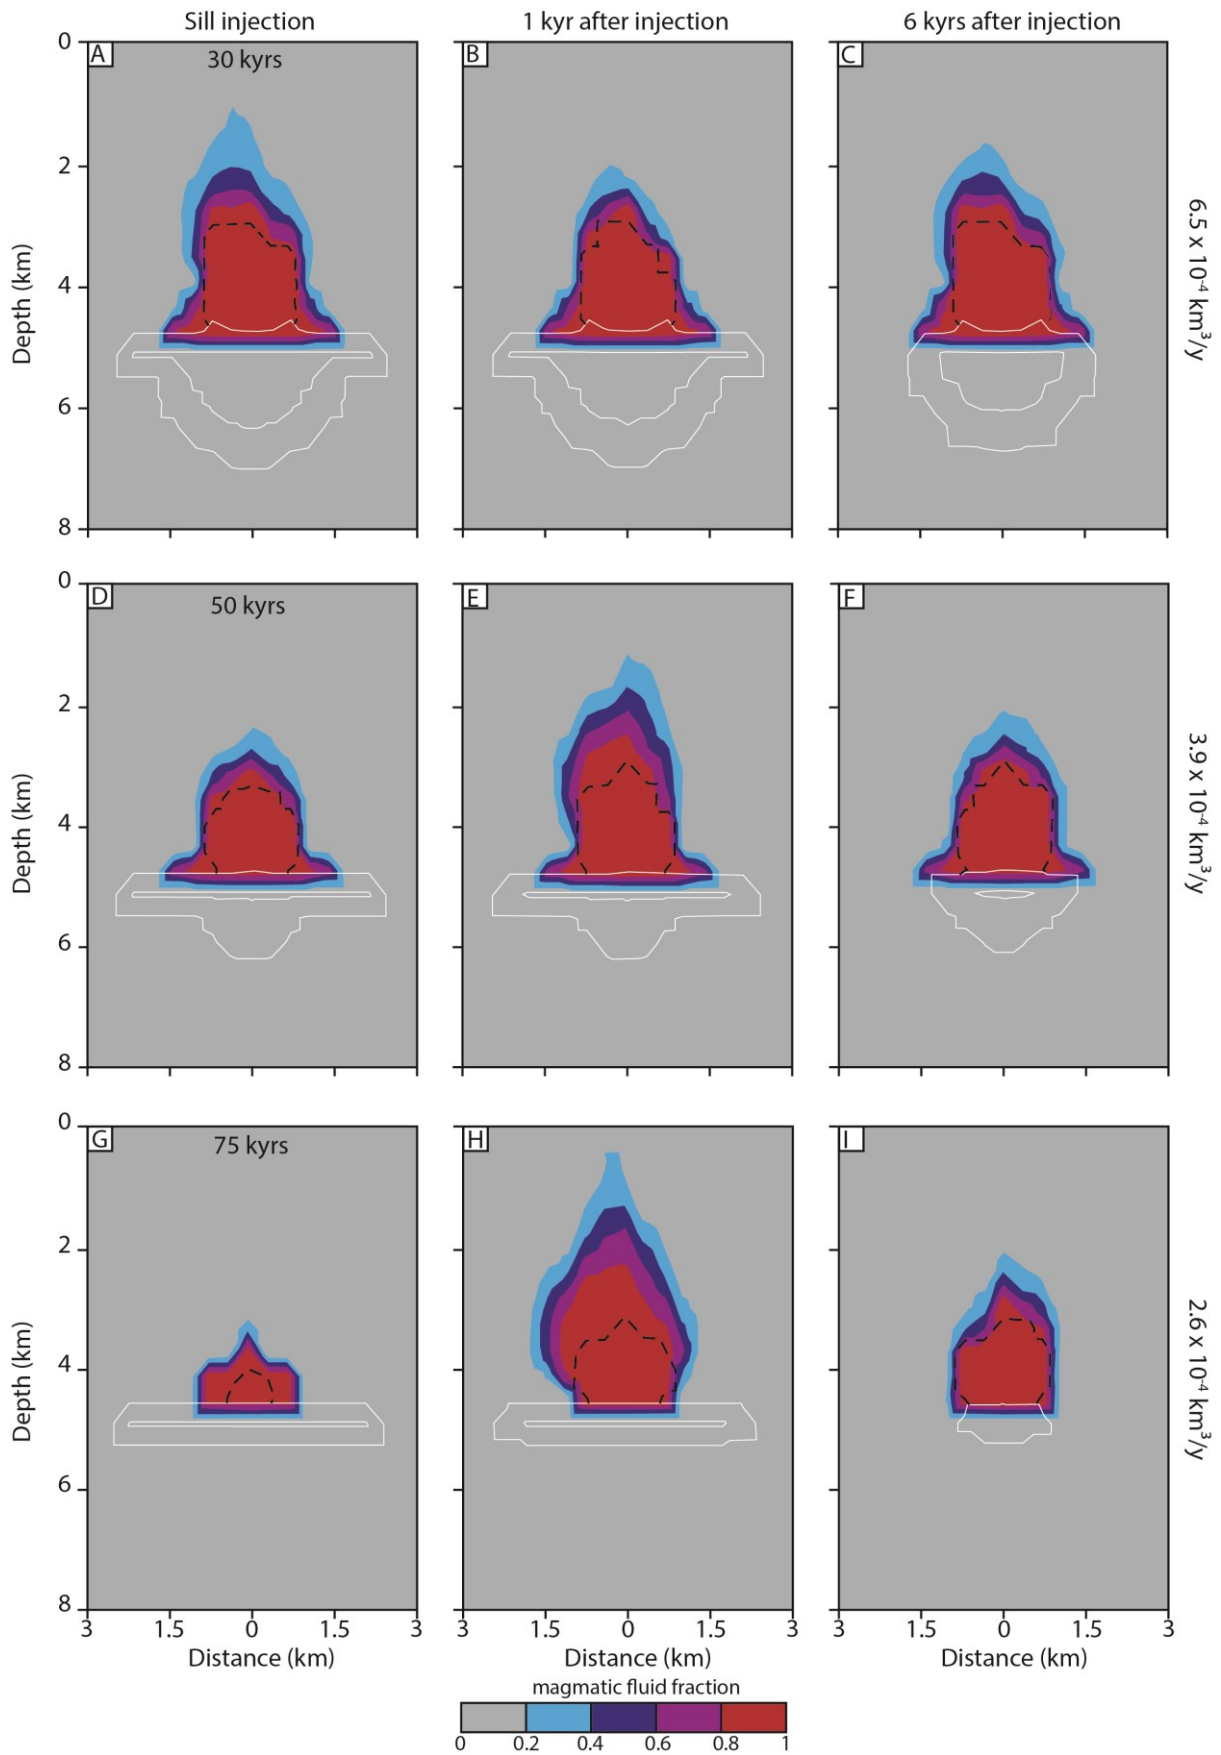 Sill injection 1 kyr after injection 6 kyrs after injection
0 A 30 kyrs B C
2
4
6
8
Depth (km)
6.5 x 10⁻⁴ km³/y
0 D 50 kyrs E F
2
4
6
8
Depth (km)
3.9 x 10⁻⁴ km³/y
0 G 75 kyrs H I
2
4
6
8
Depth (km)
2.6 x 10⁻⁴ km³/y
3 1.5 0 1.5 3 3 1.5 0 1.5 3 3 1.5 0 1.5 3
Distance (km) Distance (km) Distance (km)
magmatic fluid fraction
0 0.2 0.4 0.6 0.8 1